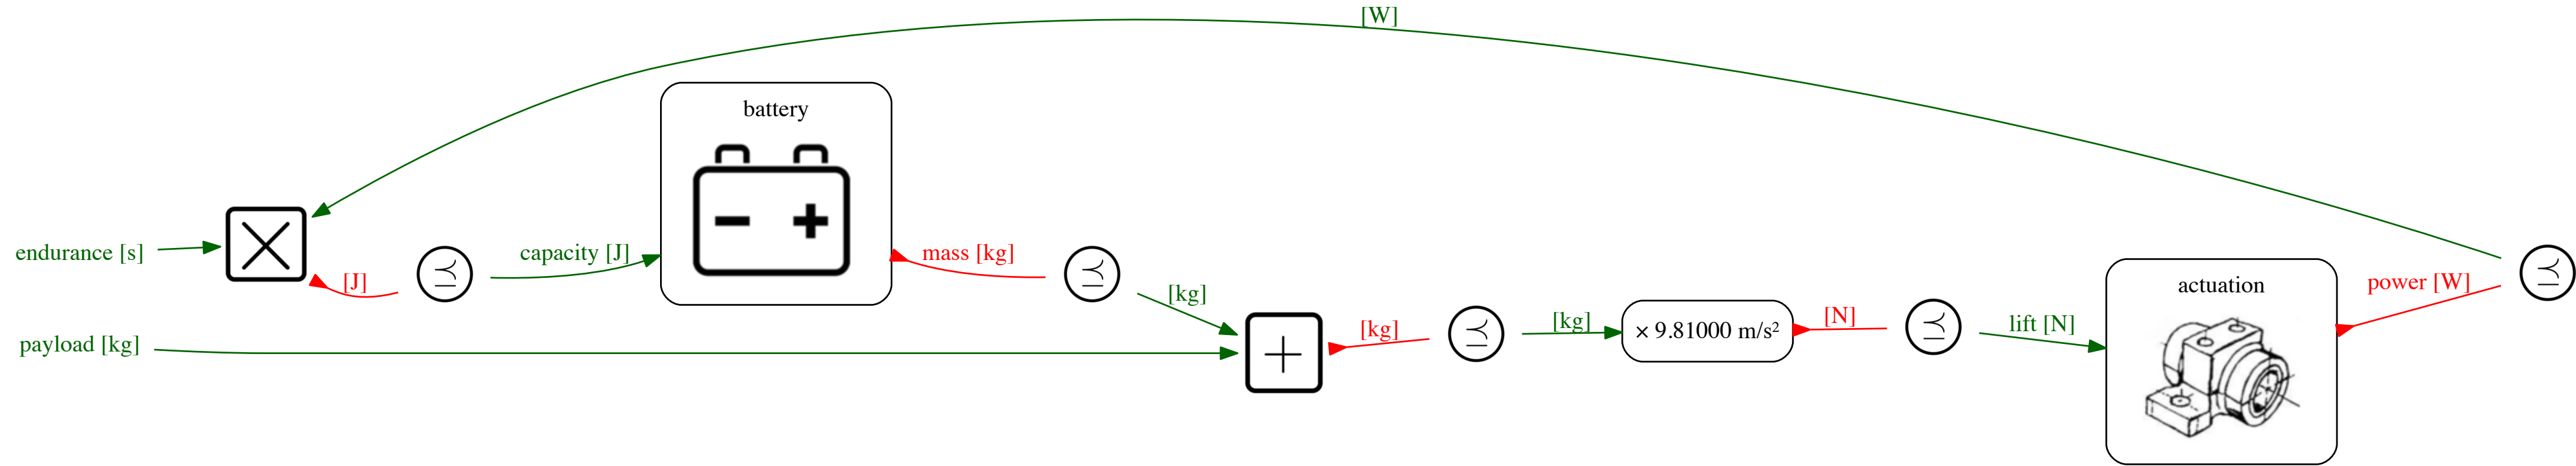 [W]
battery
endurance [s]
[J]
capacity [J]
mass [kg]
[kg]
payload [kg]
[kg]
[kg]
× 9.81000 m/s²
[N]
lift [N]
actuation
power [W]
⪯
⪯
⪯
⪯
⪯